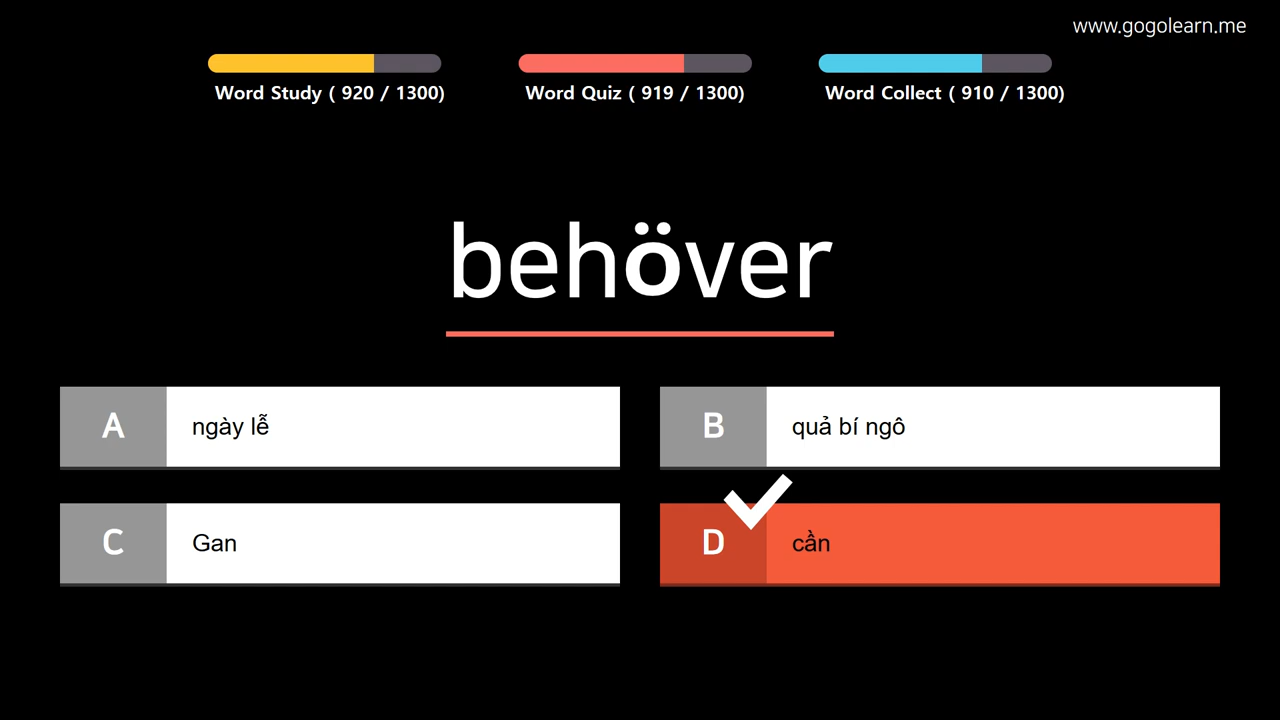 www.gogolearn.me
Word Study ( 920 / 1300)
Word Quiz ( 919 / 1300)
Word Collect ( 910 / 1300)
behöver
A
ngày lễ
B
quả bí ngô
C
Gan
D
cần